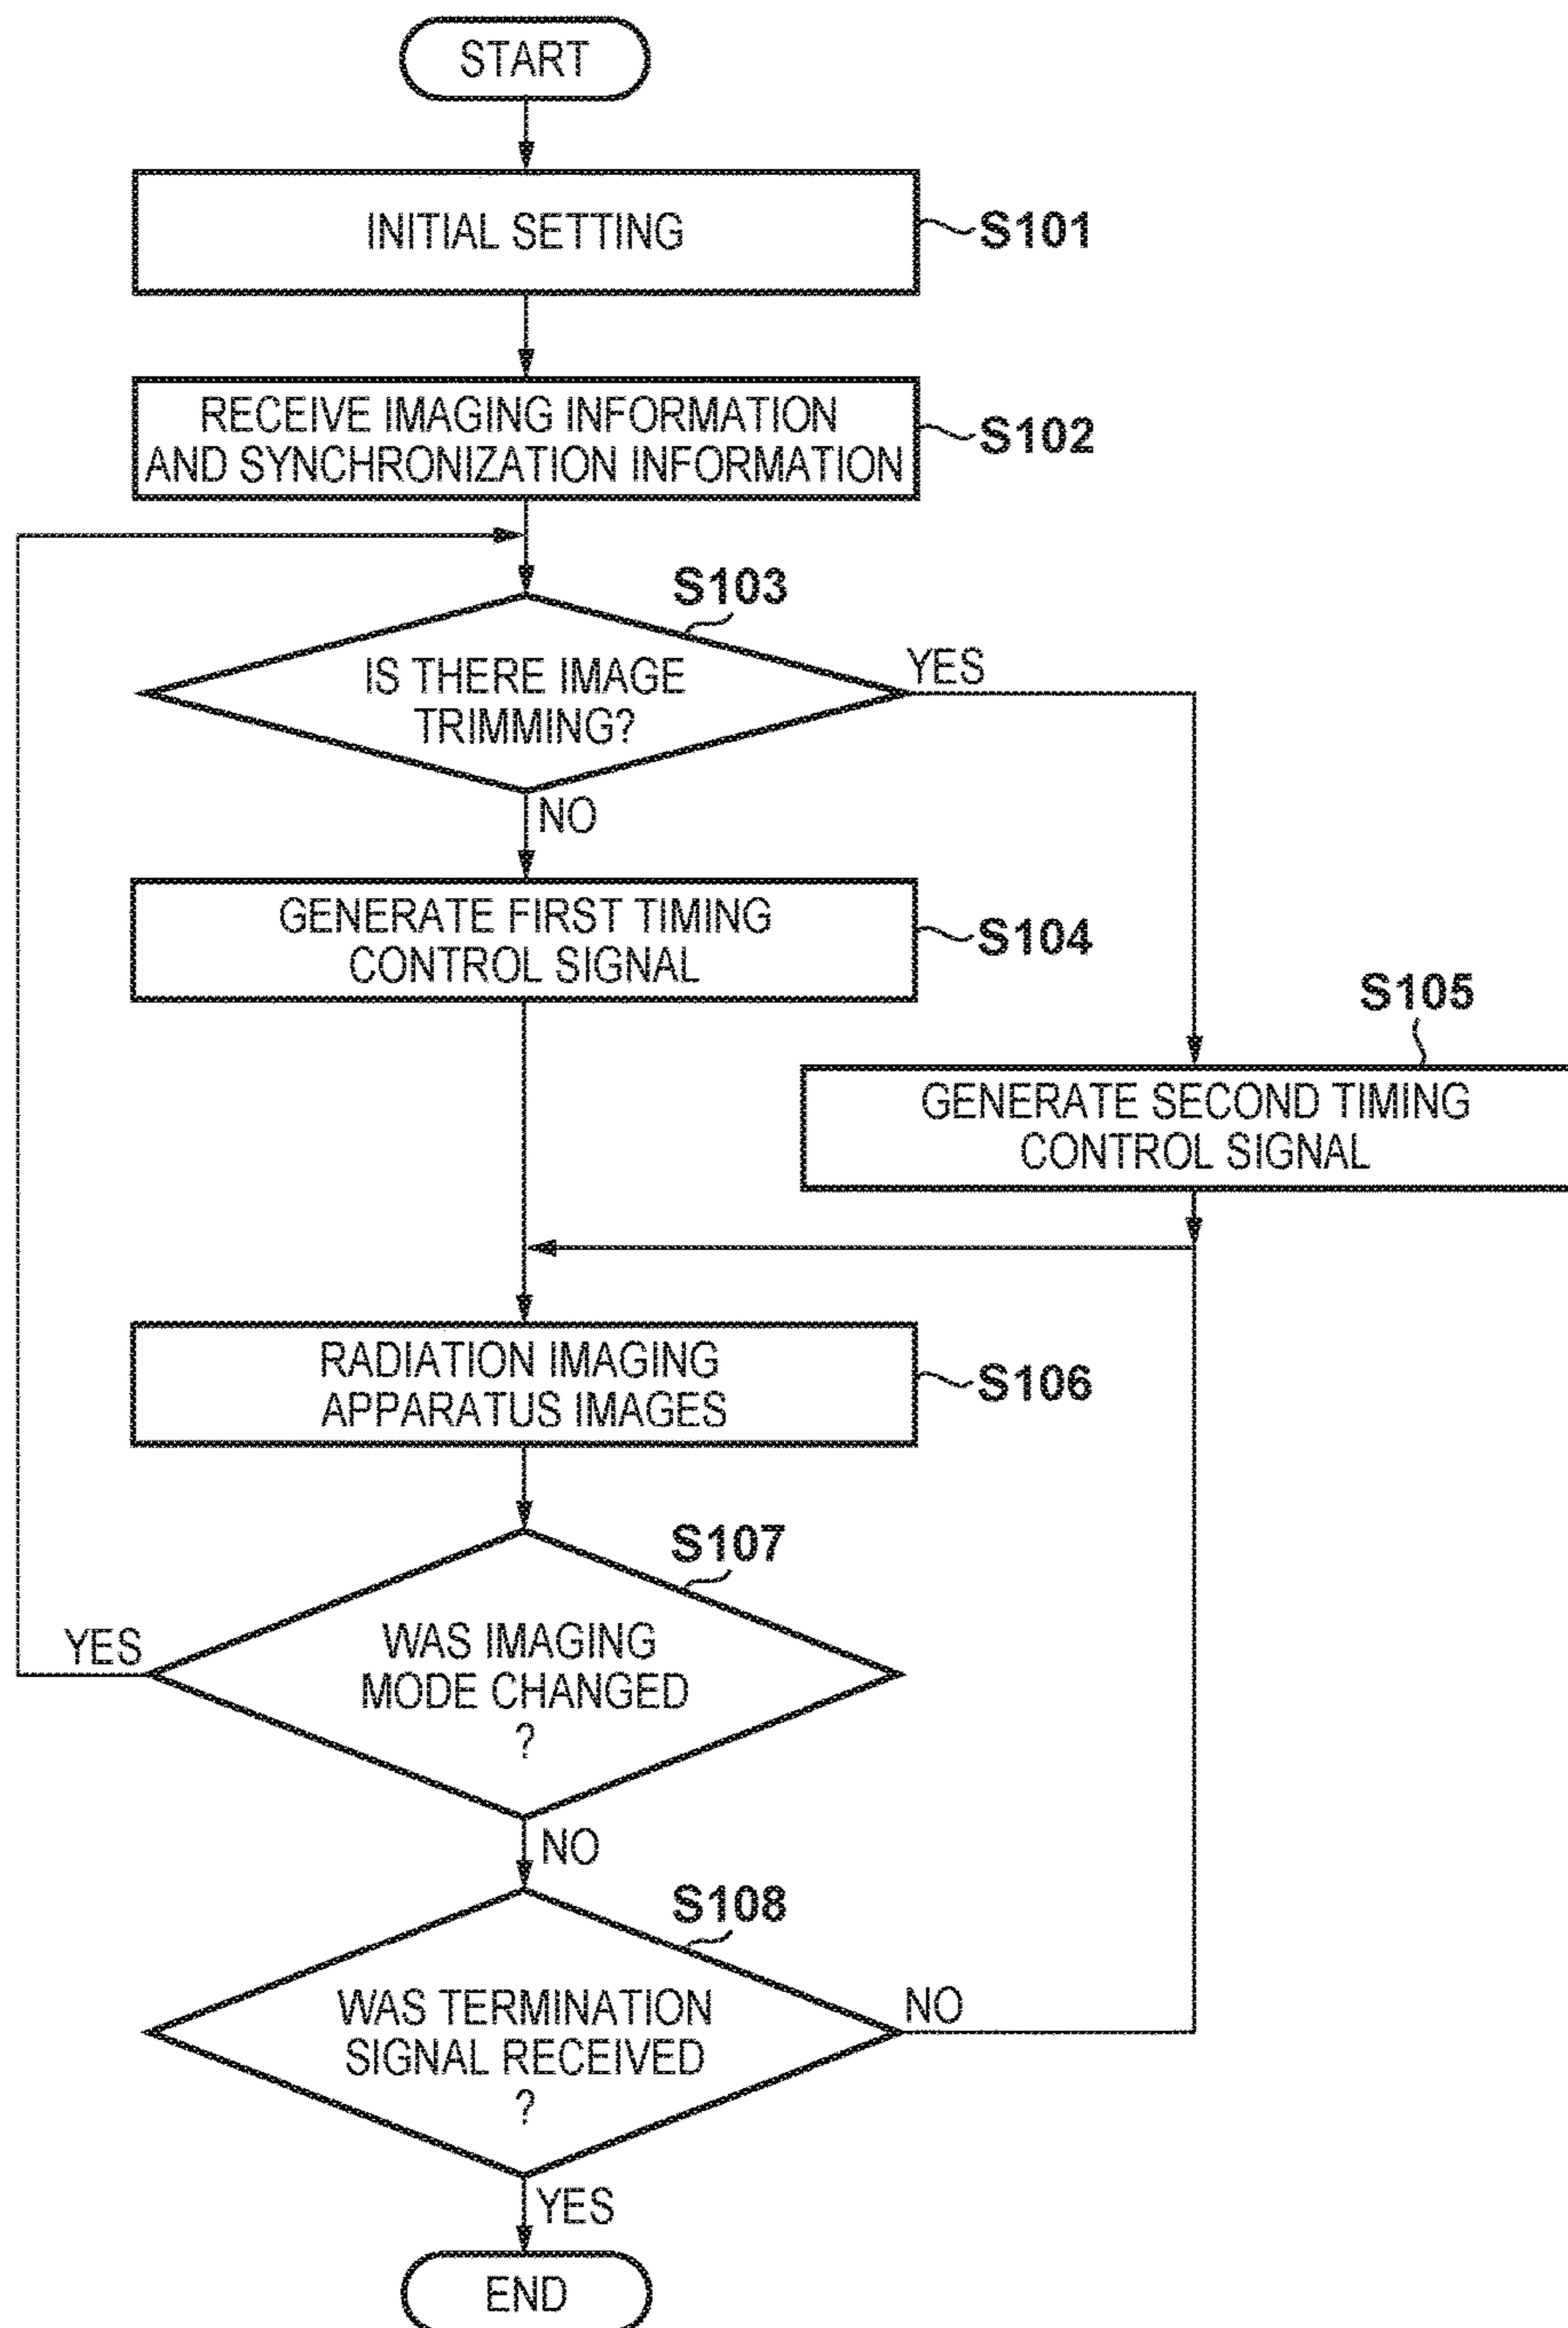 START
INITIAL SETTING
S101
RECEIVE IMAGING INFORMATION
AND SYNCHRONIZATION INFORMATION
S102
S103
IS THERE IMAGE
TRIMMING?
YES
NO
GENERATE FIRST TIMING
CONTROL SIGNAL
S104
S105
GENERATE SECOND TIMING
CONTROL SIGNAL
RADIATION IMAGING
APPARATUS IMAGES
S106
S107
WAS IMAGING
MODE CHANGED
?
YES
NO
S108
WAS TERMINATION
SIGNAL RECEIVED
?
NO
YES
END